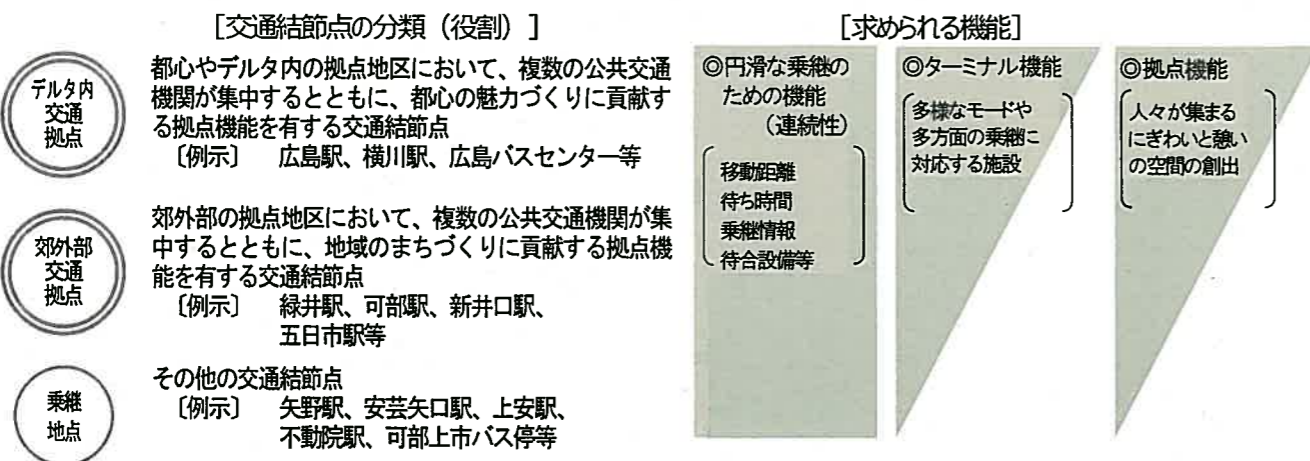 [交通結節点の分類（役割）]
デルタ内
交通
拠点
都心やデルタ内の拠点地区において、複数の公共交通
機関が集中するとともに、都心の魅力づくりに貢献す
る拠点機能を有する交通結節点
〔例示〕 広島駅、横川駅、広島バスセンター等
郊外部
交通
拠点
郊外部の拠点地区において、複数の公共交通機関が集
中するとともに、地域のまちづくりに貢献する拠点機
能を有する交通結節点
〔例示〕 緑井駅、可部駅、新井口駅、
五日市駅等
乗継
地点
その他の交通結節点
〔例示〕 矢野駅、安芸矢口駅、上安駅、
不動院駅、可部上市バス停等
[求められる機能]
◎円滑な乗継の
ための機能
（連続性）
移動距離
待ち時間
乗継情報
待合設備等
◎ターミナル機能
多様なモードや
多方面の乗継に
対応する施設
◎拠点機能
人々が集まる
にぎわいと憩い
の空間の創出